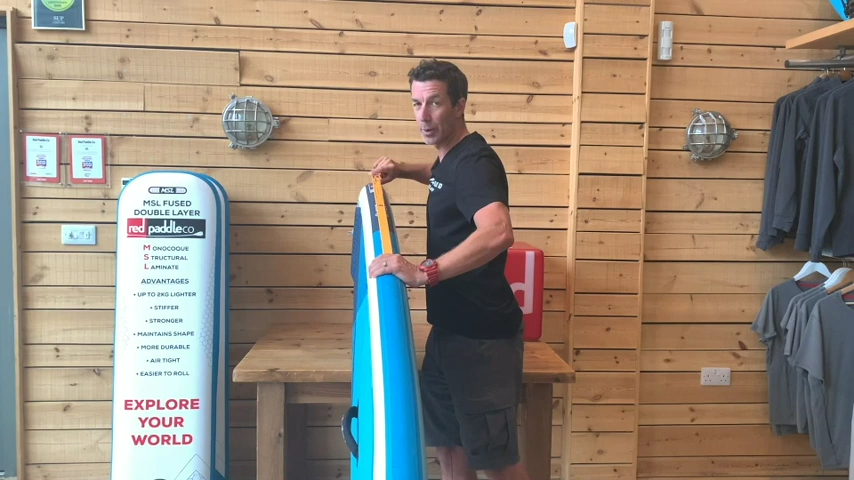 SUP
MSL
MSL FUSED
DOUBLE LAYER
red paddle co
MONOCOQUE
STRUCTURAL
LAMINATE
ADVANTAGES
• UP TO 2KG LIGHTER
• STIFFER
• STRONGER
• MAINTAINS SHAPE
• MORE DURABLE
• AIR TIGHT
• EASIER TO ROLL
EXPLORE
YOUR
WORLD